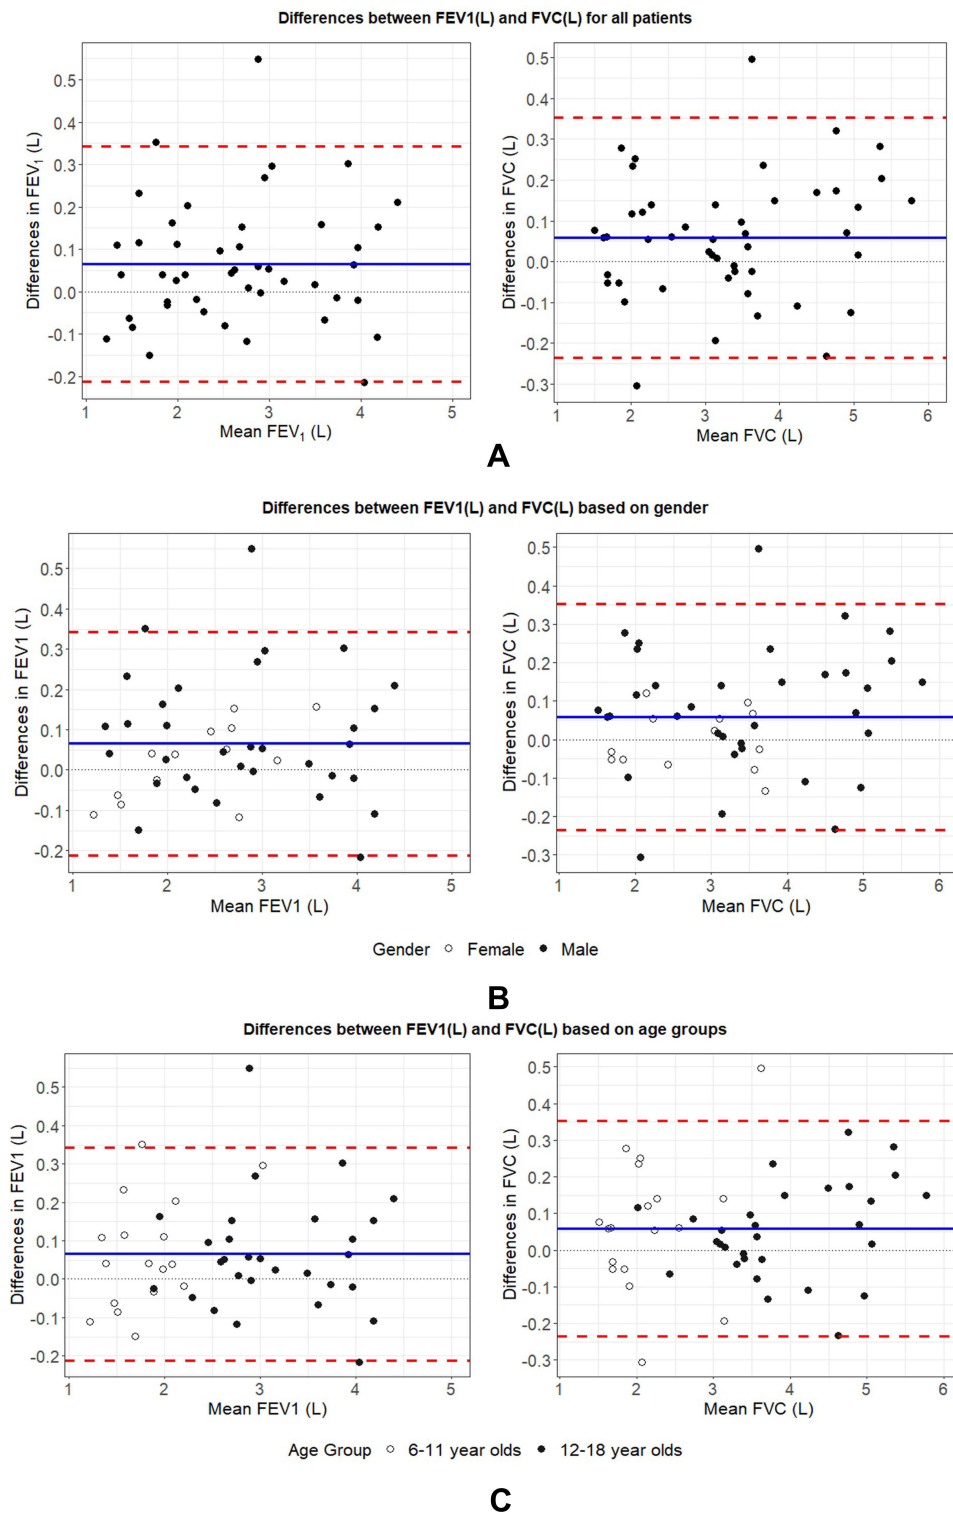 Differences between FEV1(L) and FVC(L) for all patients
Differences in FEV₁ (L)
0.5
0.4
0.3
0.2
0.1
0.0
-0.1
-0.2
1 2 3 4 5
Mean FEV₁ (L)
Differences in FVC (L)
0.5
0.4
0.3
0.2
0.1
0.0
-0.1
-0.2
-0.3
1 2 3 4 5 6
Mean FVC (L)
A
Differences between FEV1(L) and FVC(L) based on gender
Differences in FEV1 (L)
0.5
0.4
0.3
0.2
0.1
0.0
-0.1
-0.2
1 2 3 4 5
Mean FEV1 (L)
Differences in FVC (L)
0.5
0.4
0.3
0.2
0.1
0.0
-0.1
-0.2
-0.3
1 2 3 4 5 6
Mean FVC (L)
Gender Female Male
B
Differences between FEV1(L) and FVC(L) based on age groups
Differences in FEV1 (L)
0.5
0.4
0.3
0.2
0.1
0.0
-0.1
-0.2
1 2 3 4 5
Mean FEV1 (L)
Differences in FVC (L)
0.5
0.4
0.3
0.2
0.1
0.0
-0.1
-0.2
-0.3
1 2 3 4 5 6
Mean FVC (L)
Age Group 6-11 year olds 12-18 year olds
C